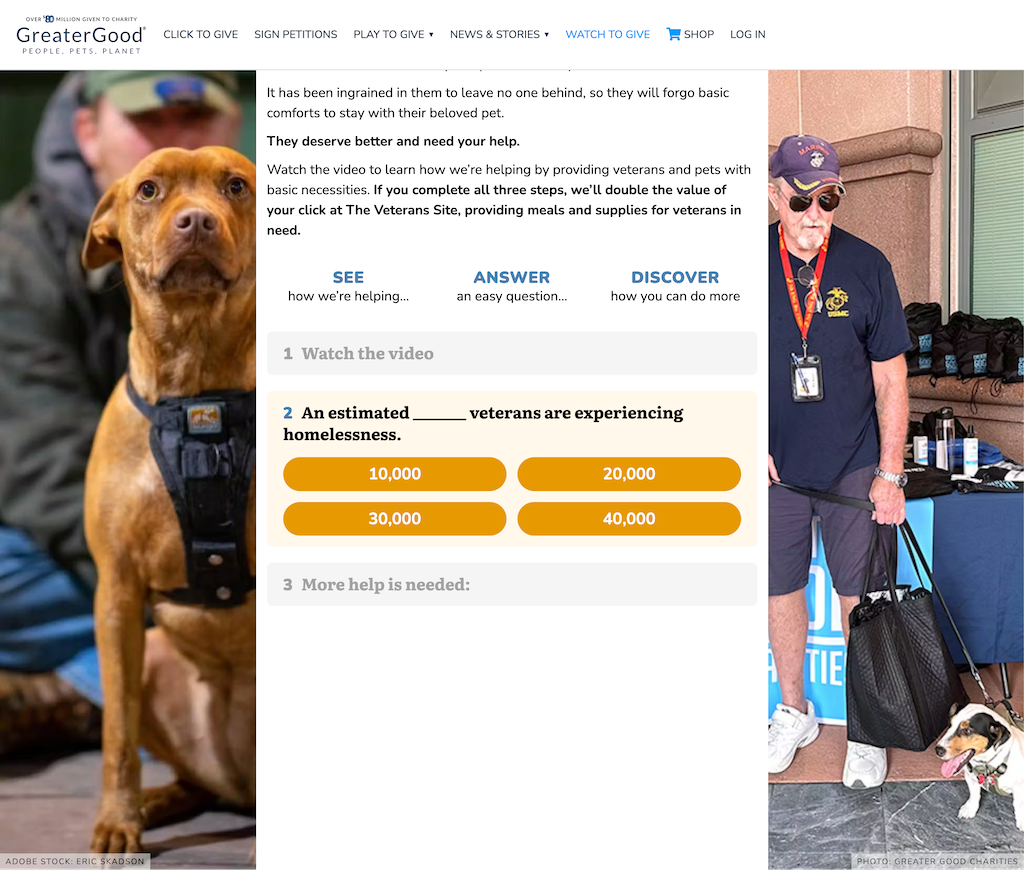 OVER $80 MILLION GIVEN TO CHARITY
GreaterGood®
PEOPLE, PETS, PLANET
CLICK TO GIVE
SIGN PETITIONS
PLAY TO GIVE ▼
NEWS & STORIES ▼
WATCH TO GIVE
SHOP
LOG IN
It has been ingrained in them to leave no one behind, so they will forgo basic
comforts to stay with their beloved pet.
They deserve better and need your help.
Watch the video to learn how we’re helping by providing veterans and pets with
basic necessities. If you complete all three steps, we’ll double the value of
your click at The Veterans Site, providing meals and supplies for veterans in
need.
SEE
how we’re helping...
ANSWER
an easy question...
DISCOVER
how you can do more
1 Watch the video
2 An estimated ______ veterans are experiencing
homelessness.
10,000
20,000
30,000
40,000
3 More help is needed:
MARINES
USMC
ADOBE STOCK: ERIC SKADSON
PHOTO: GREATER GOOD CHARITIES